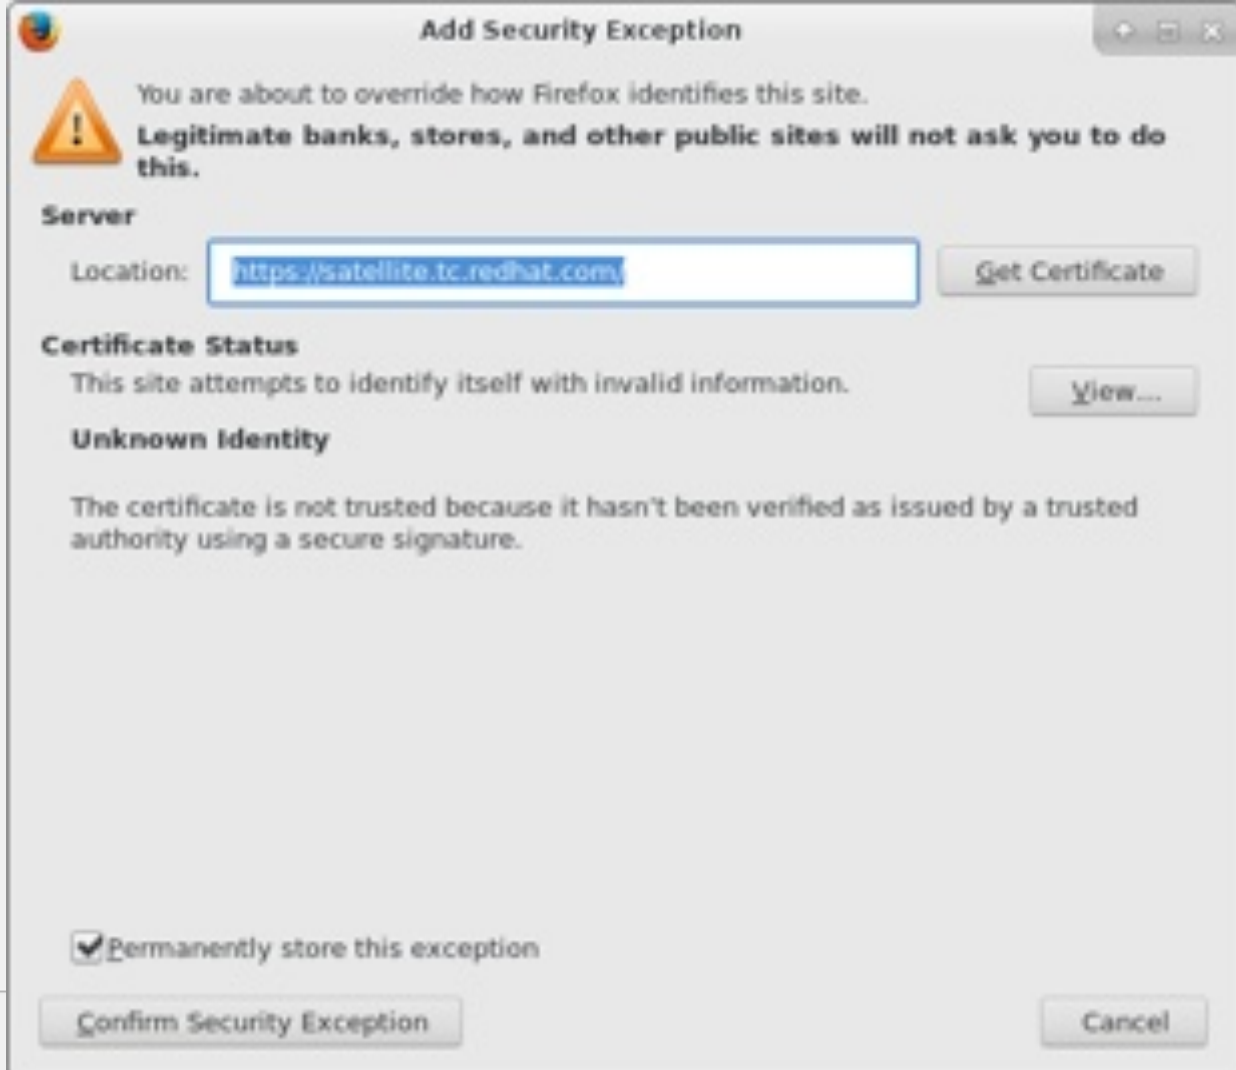 Add Security Exception
You are about to override how Firefox identifies this site.
Legitimate banks, stores, and other public sites will not ask you to do
this.
Server
Location: https://satellite.tc.redhat.com/ Get Certificate
Certificate Status
This site attempts to identify itself with invalid information. View...
Unknown Identity
The certificate is not trusted because it hasn't been verified as issued by a trusted
authority using a secure signature.
Permanently store this exception
Confirm Security Exception Cancel